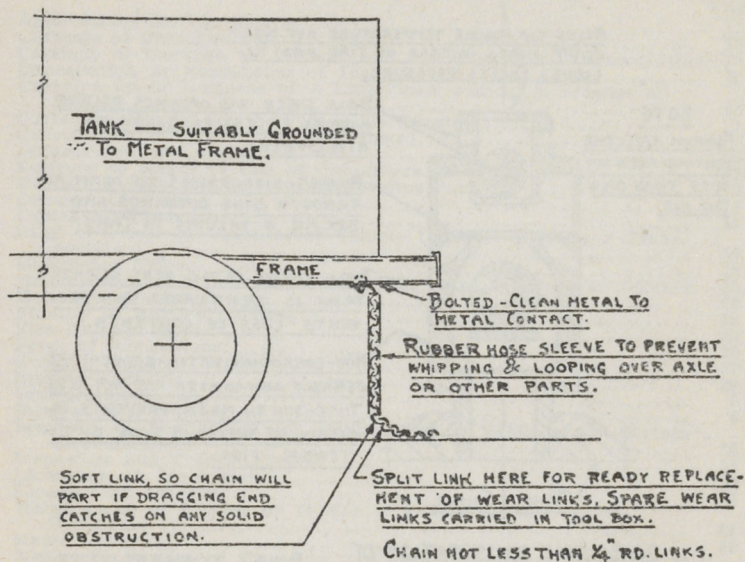 TANK — SUITABLY GROUNDED
TO METAL FRAME.
FRAME
BOLTED - CLEAN METAL TO
METAL CONTACT.
RUBBER HOSE SLEEVE TO PREVENT
WHIPPING & LOOPING OVER AXLE
OR OTHER PARTS.
SOFT LINK, SO CHAIN WILL
PART IF DRAGGING END
CATCHES ON ANY SOLID
OBSTRUCTION.
SPLIT LINK HERE FOR READY REPLACE-
MENT OF WEAR LINKS. SPARE WEAR
LINKS CARRIED IN TOOL BOX.
CHAIN NOT LESS THAN 1/4" RD. LINKS.